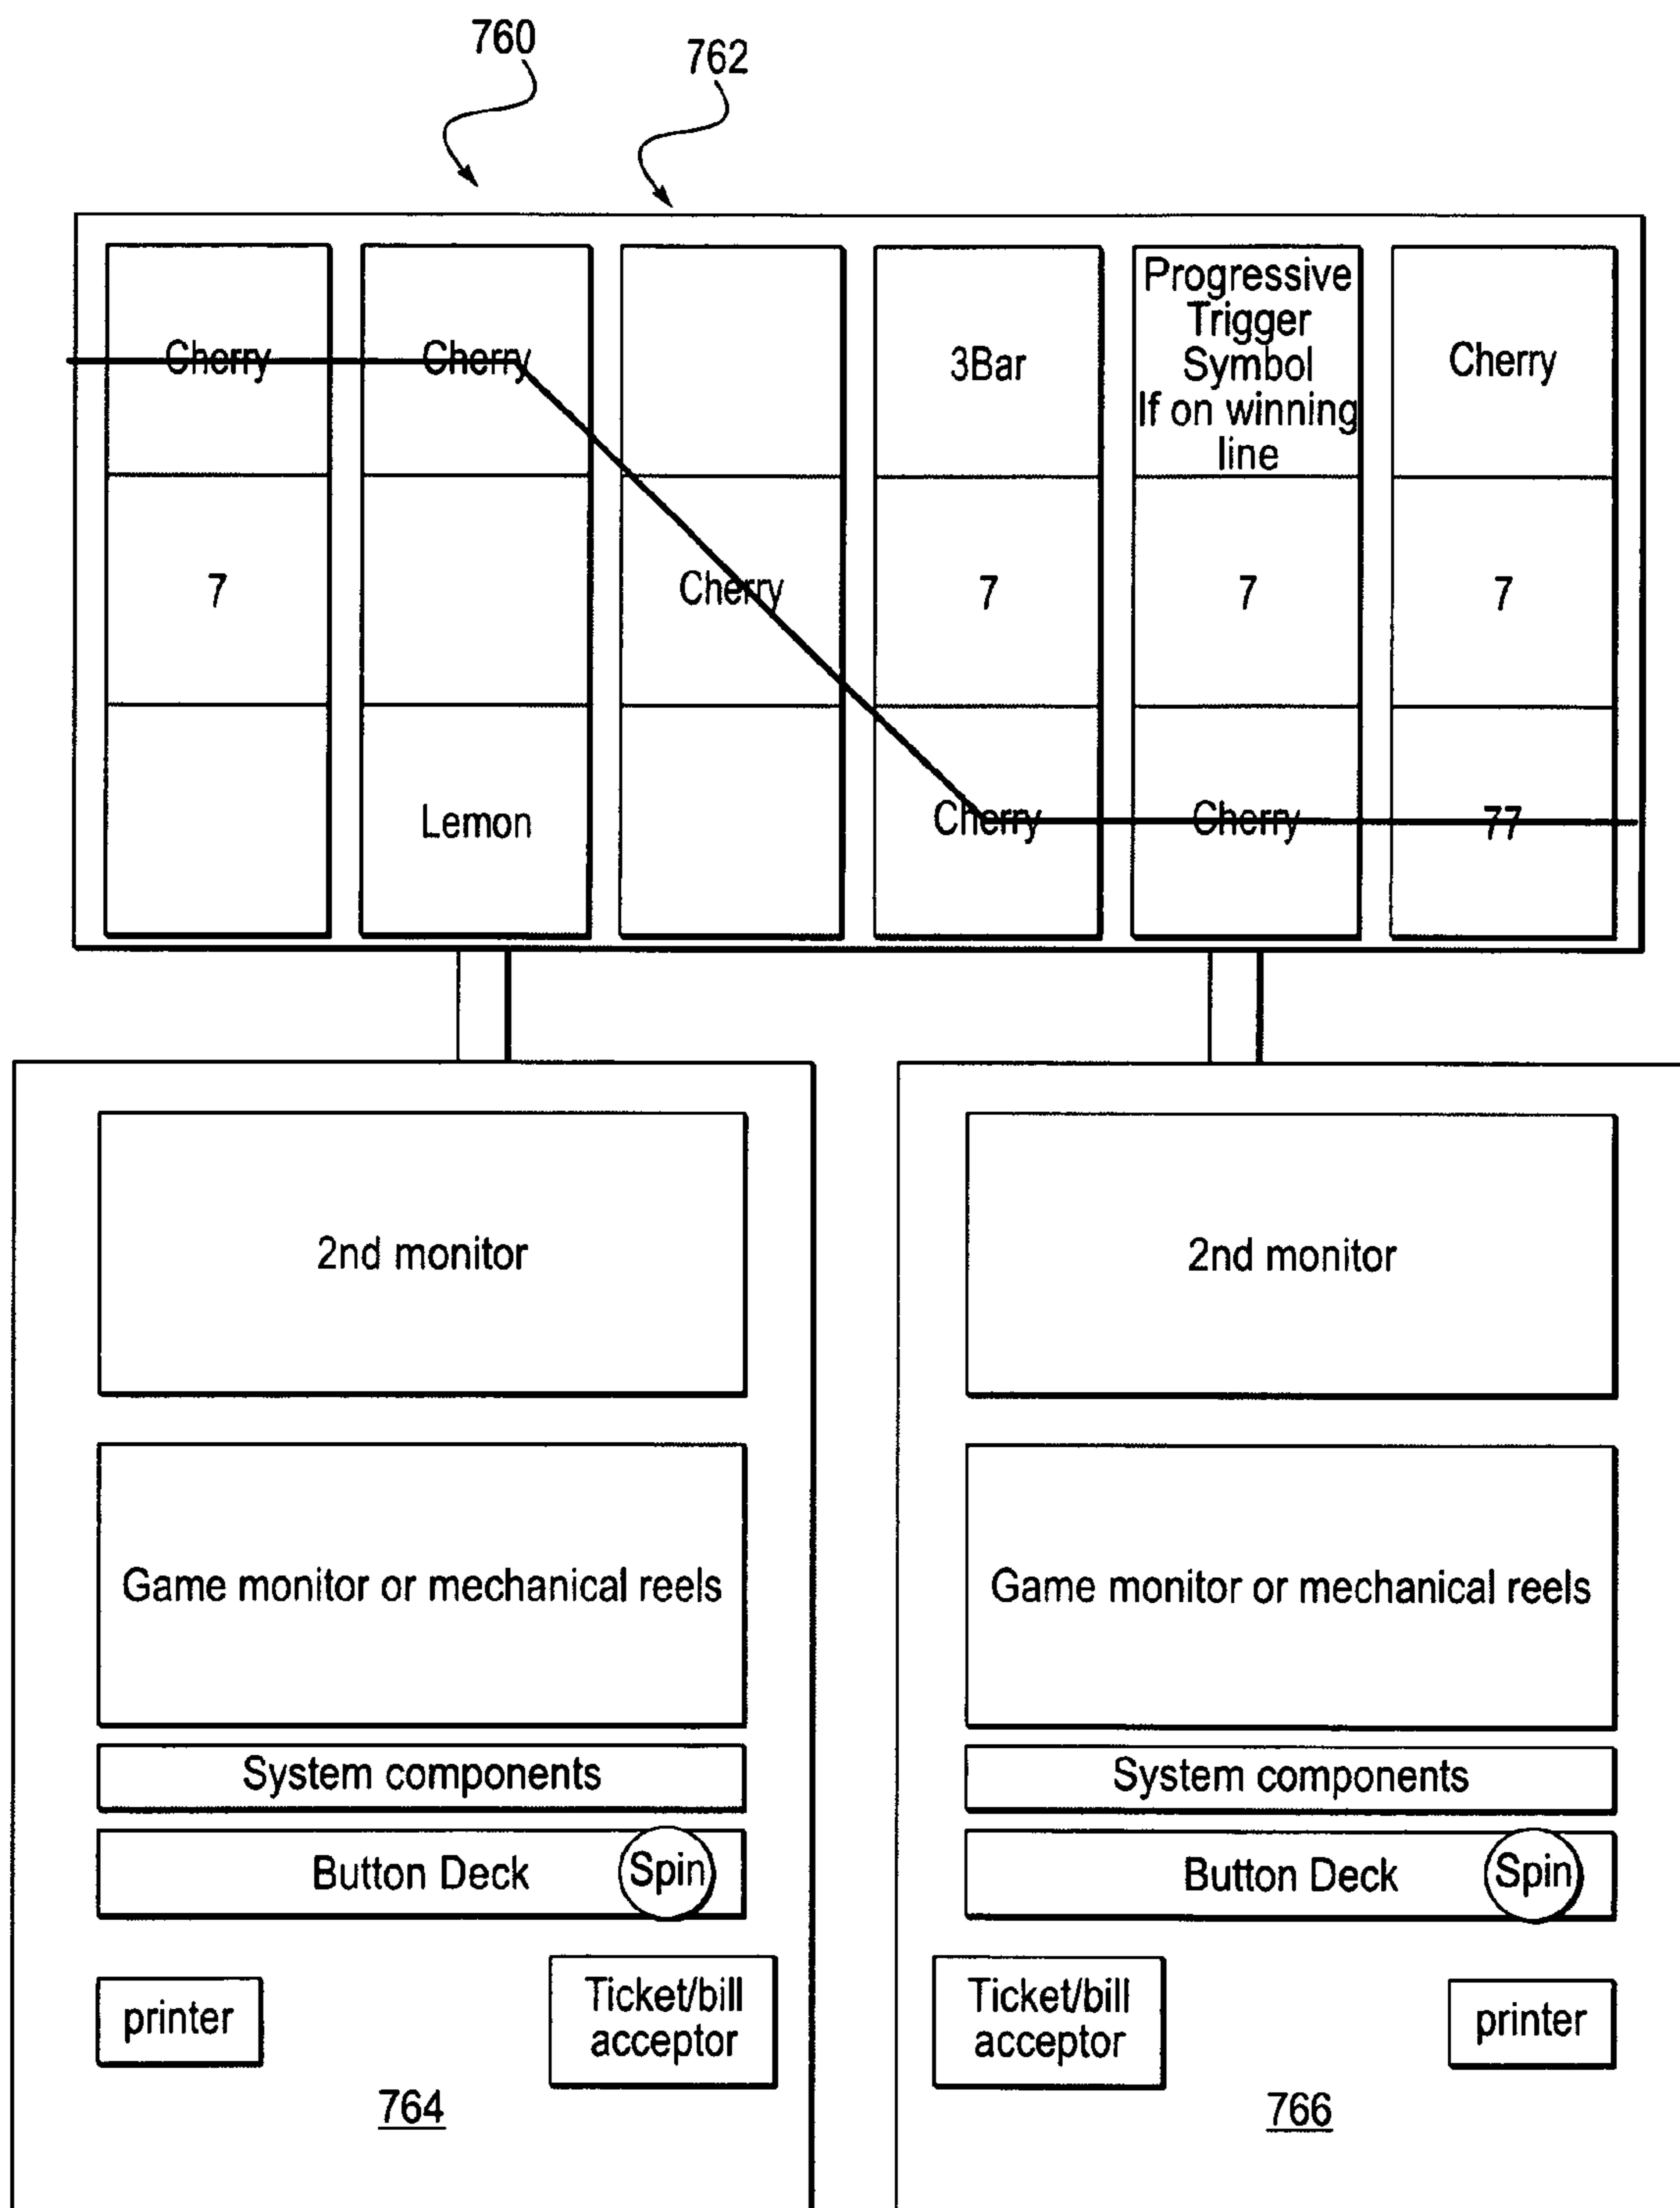 760
762
Cherry
Cherry
3Bar
Progressive
Trigger
Symbol
If on winning
line
Cherry
7
Cherry
7
7
7
Lemon
Cherry
Cherry
77
2nd monitor
2nd monitor
Game monitor or mechanical reels
Game monitor or mechanical reels
System components
System components
Button Deck
Spin
Button Deck
Spin
printer
Ticket/bill
acceptor
Ticket/bill
acceptor
printer
764
766